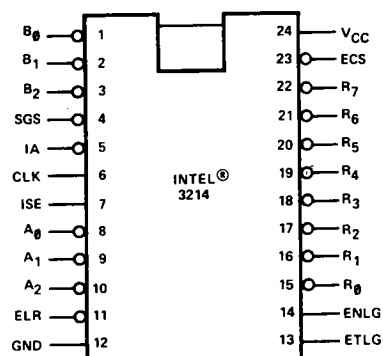 B0 1 24 VCC
B1 2 23 ECS
B2 3 22 R7
SGS 4 21 R6
IA 5 20 R5
CLK 6 INTEL® 19 R4
ISE 7 3214 18 R3
A0 8 17 R2
A1 9 16 R1
A2 10 15 R0
ELR 11 14 ENLG
GND 12 13 ETLG